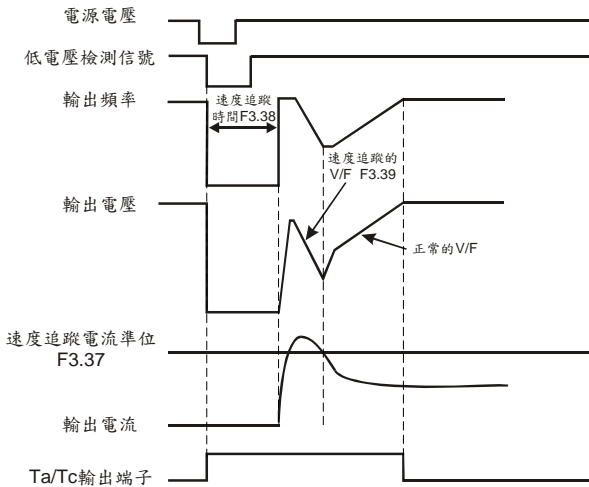 電源電壓
低電壓檢測信號
輸出頻率
速度追蹤
時間F3.38
速度追蹤的
V/F F3.39
輸出電壓
正常的V/F
速度追蹤電流準位
F3.37
輸出電流
Ta/Tc輸出端子